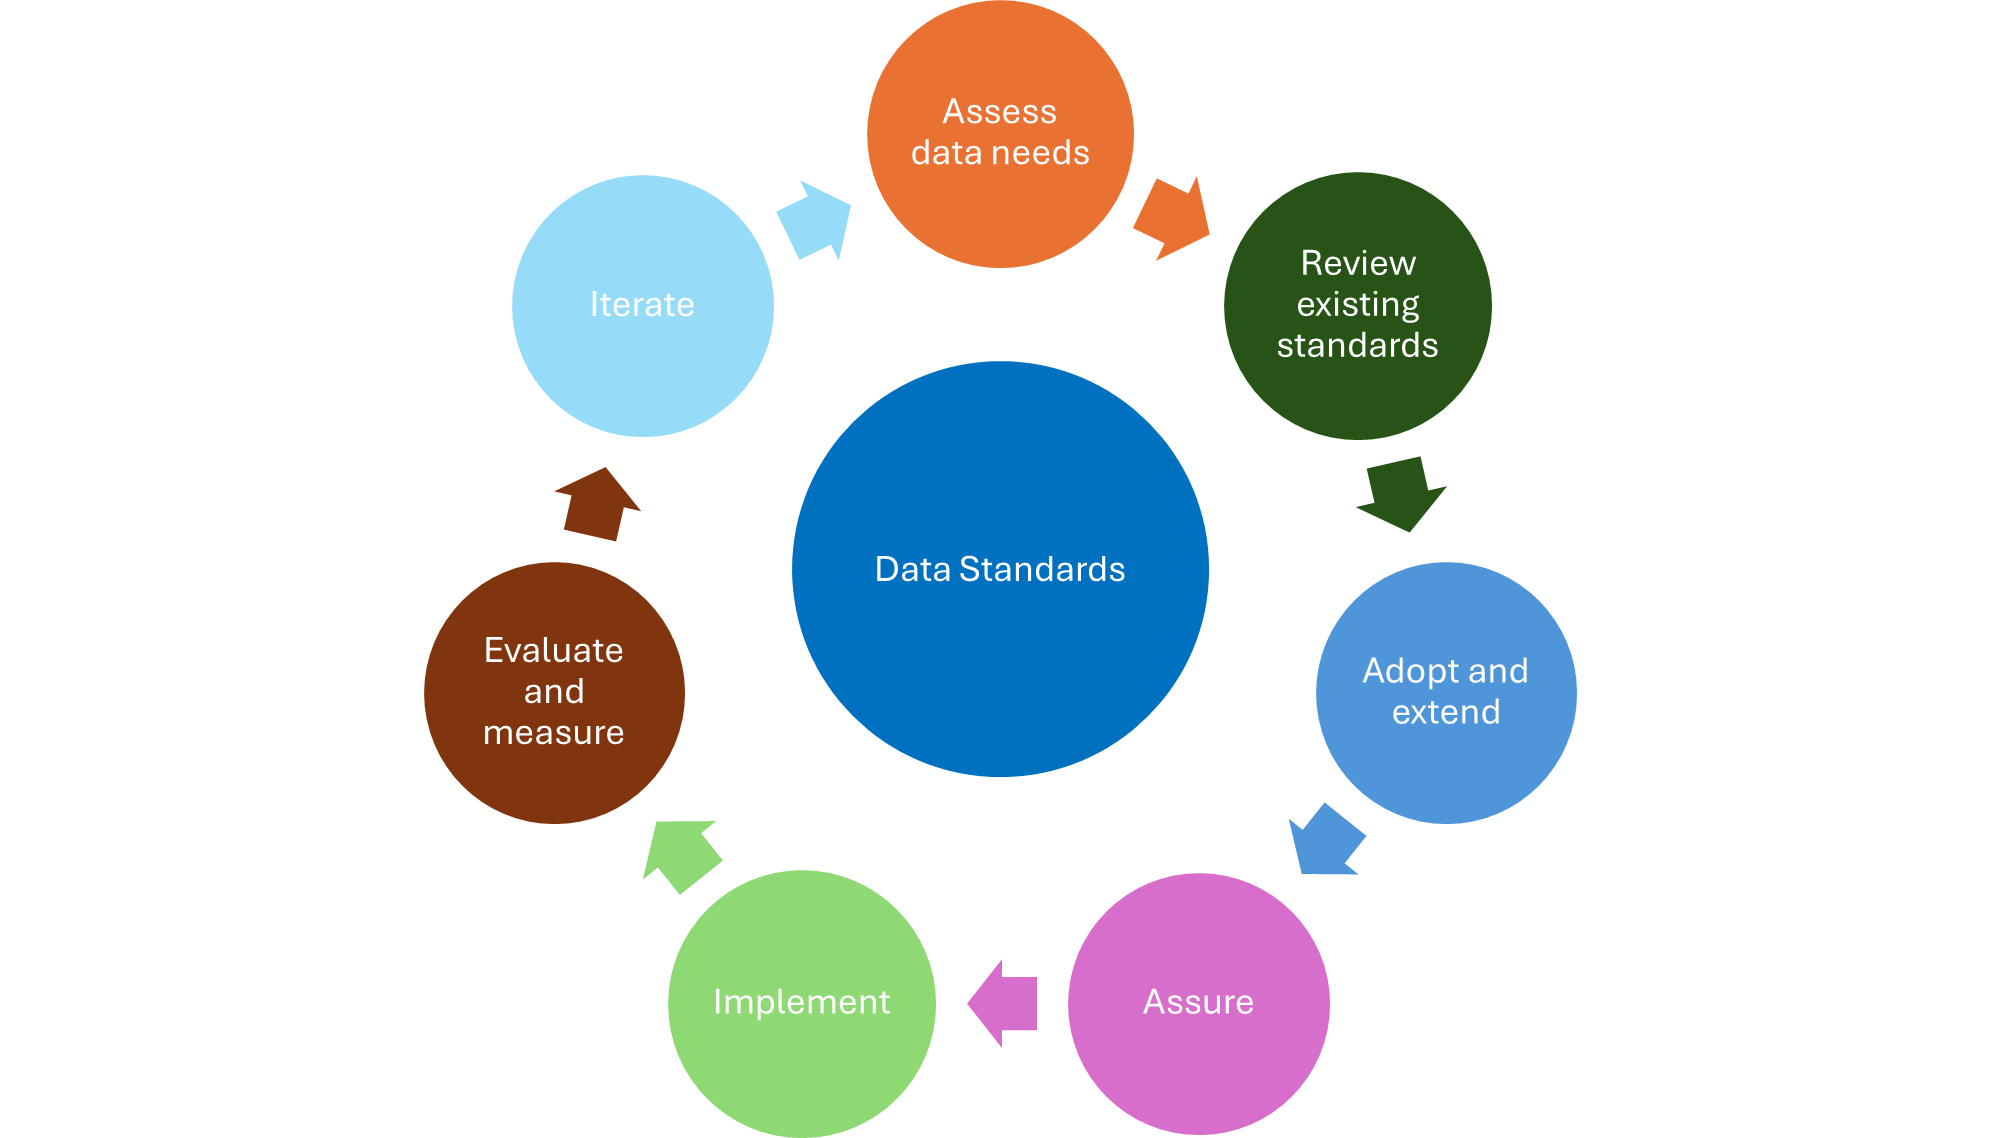 Assess
data needs
Review
existing
standards
Adopt and
extend
Assure
Implement
Evaluate
and
measure
Iterate
Data Standards